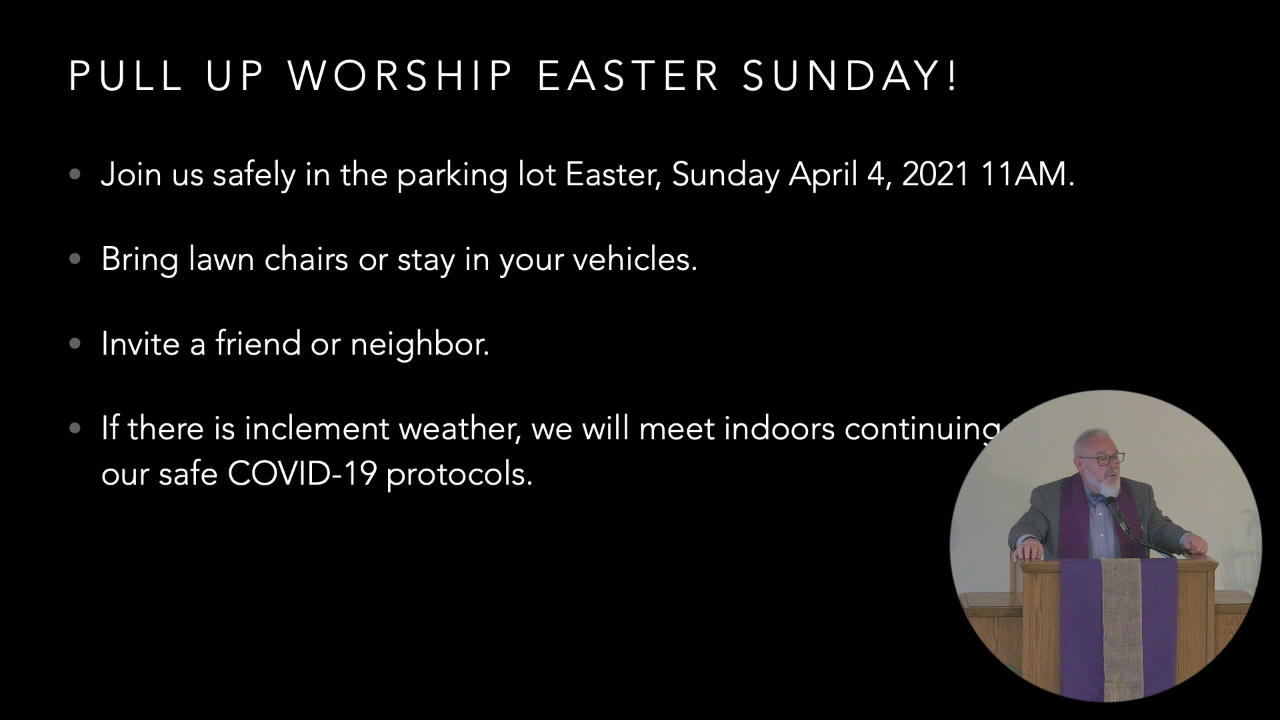 PULL UP WORSHIP EASTER SUNDAY!
Join us safely in the parking lot Easter, Sunday April 4, 2021 11AM.
Bring lawn chairs or stay in your vehicles.
Invite a friend or neighbor.
If there is inclement weather, we will meet indoors continuing
our safe COVID-19 protocols.